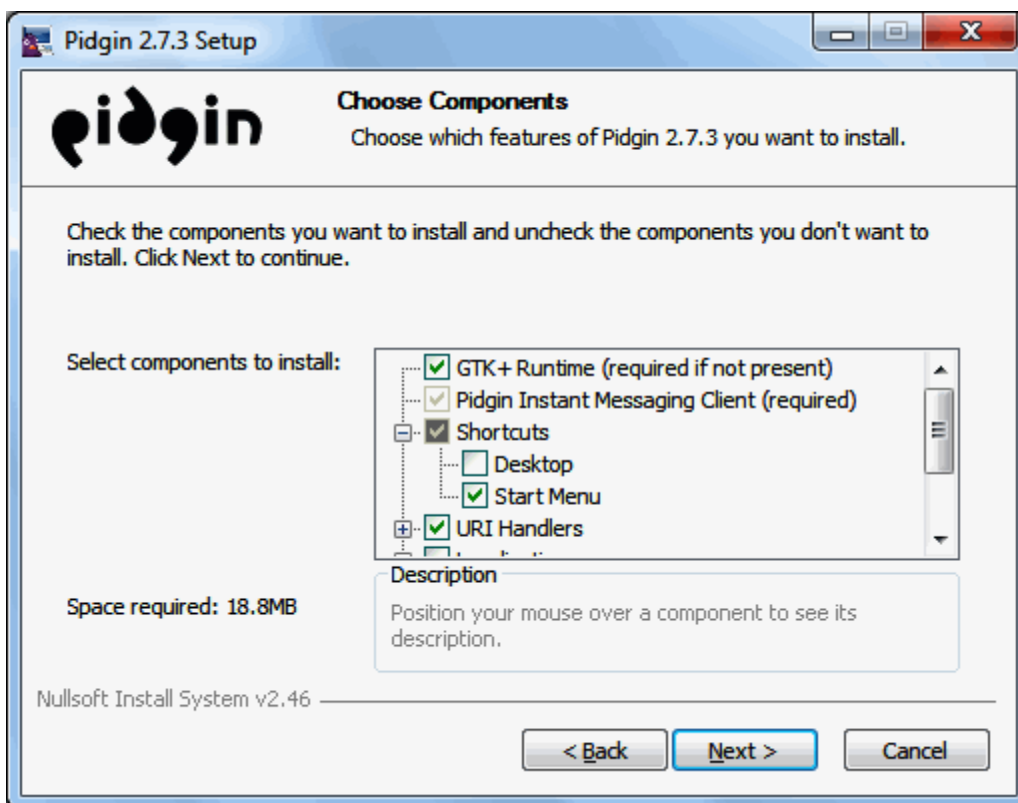 Pidgin 2.7.3 Setup
pidgin
Choose Components
Choose which features of Pidgin 2.7.3 you want to install.
Check the components you want to install and uncheck the components you don't want to
install. Click Next to continue.
Select components to install:
GTK+ Runtime (required if not present)
Pidgin Instant Messaging Client (required)
Shortcuts
Desktop
Start Menu
URI Handlers
Description
Space required: 18.8MB
Position your mouse over a component to see its
description.
Nullsoft Install System v2.46
< Back
Next >
Cancel